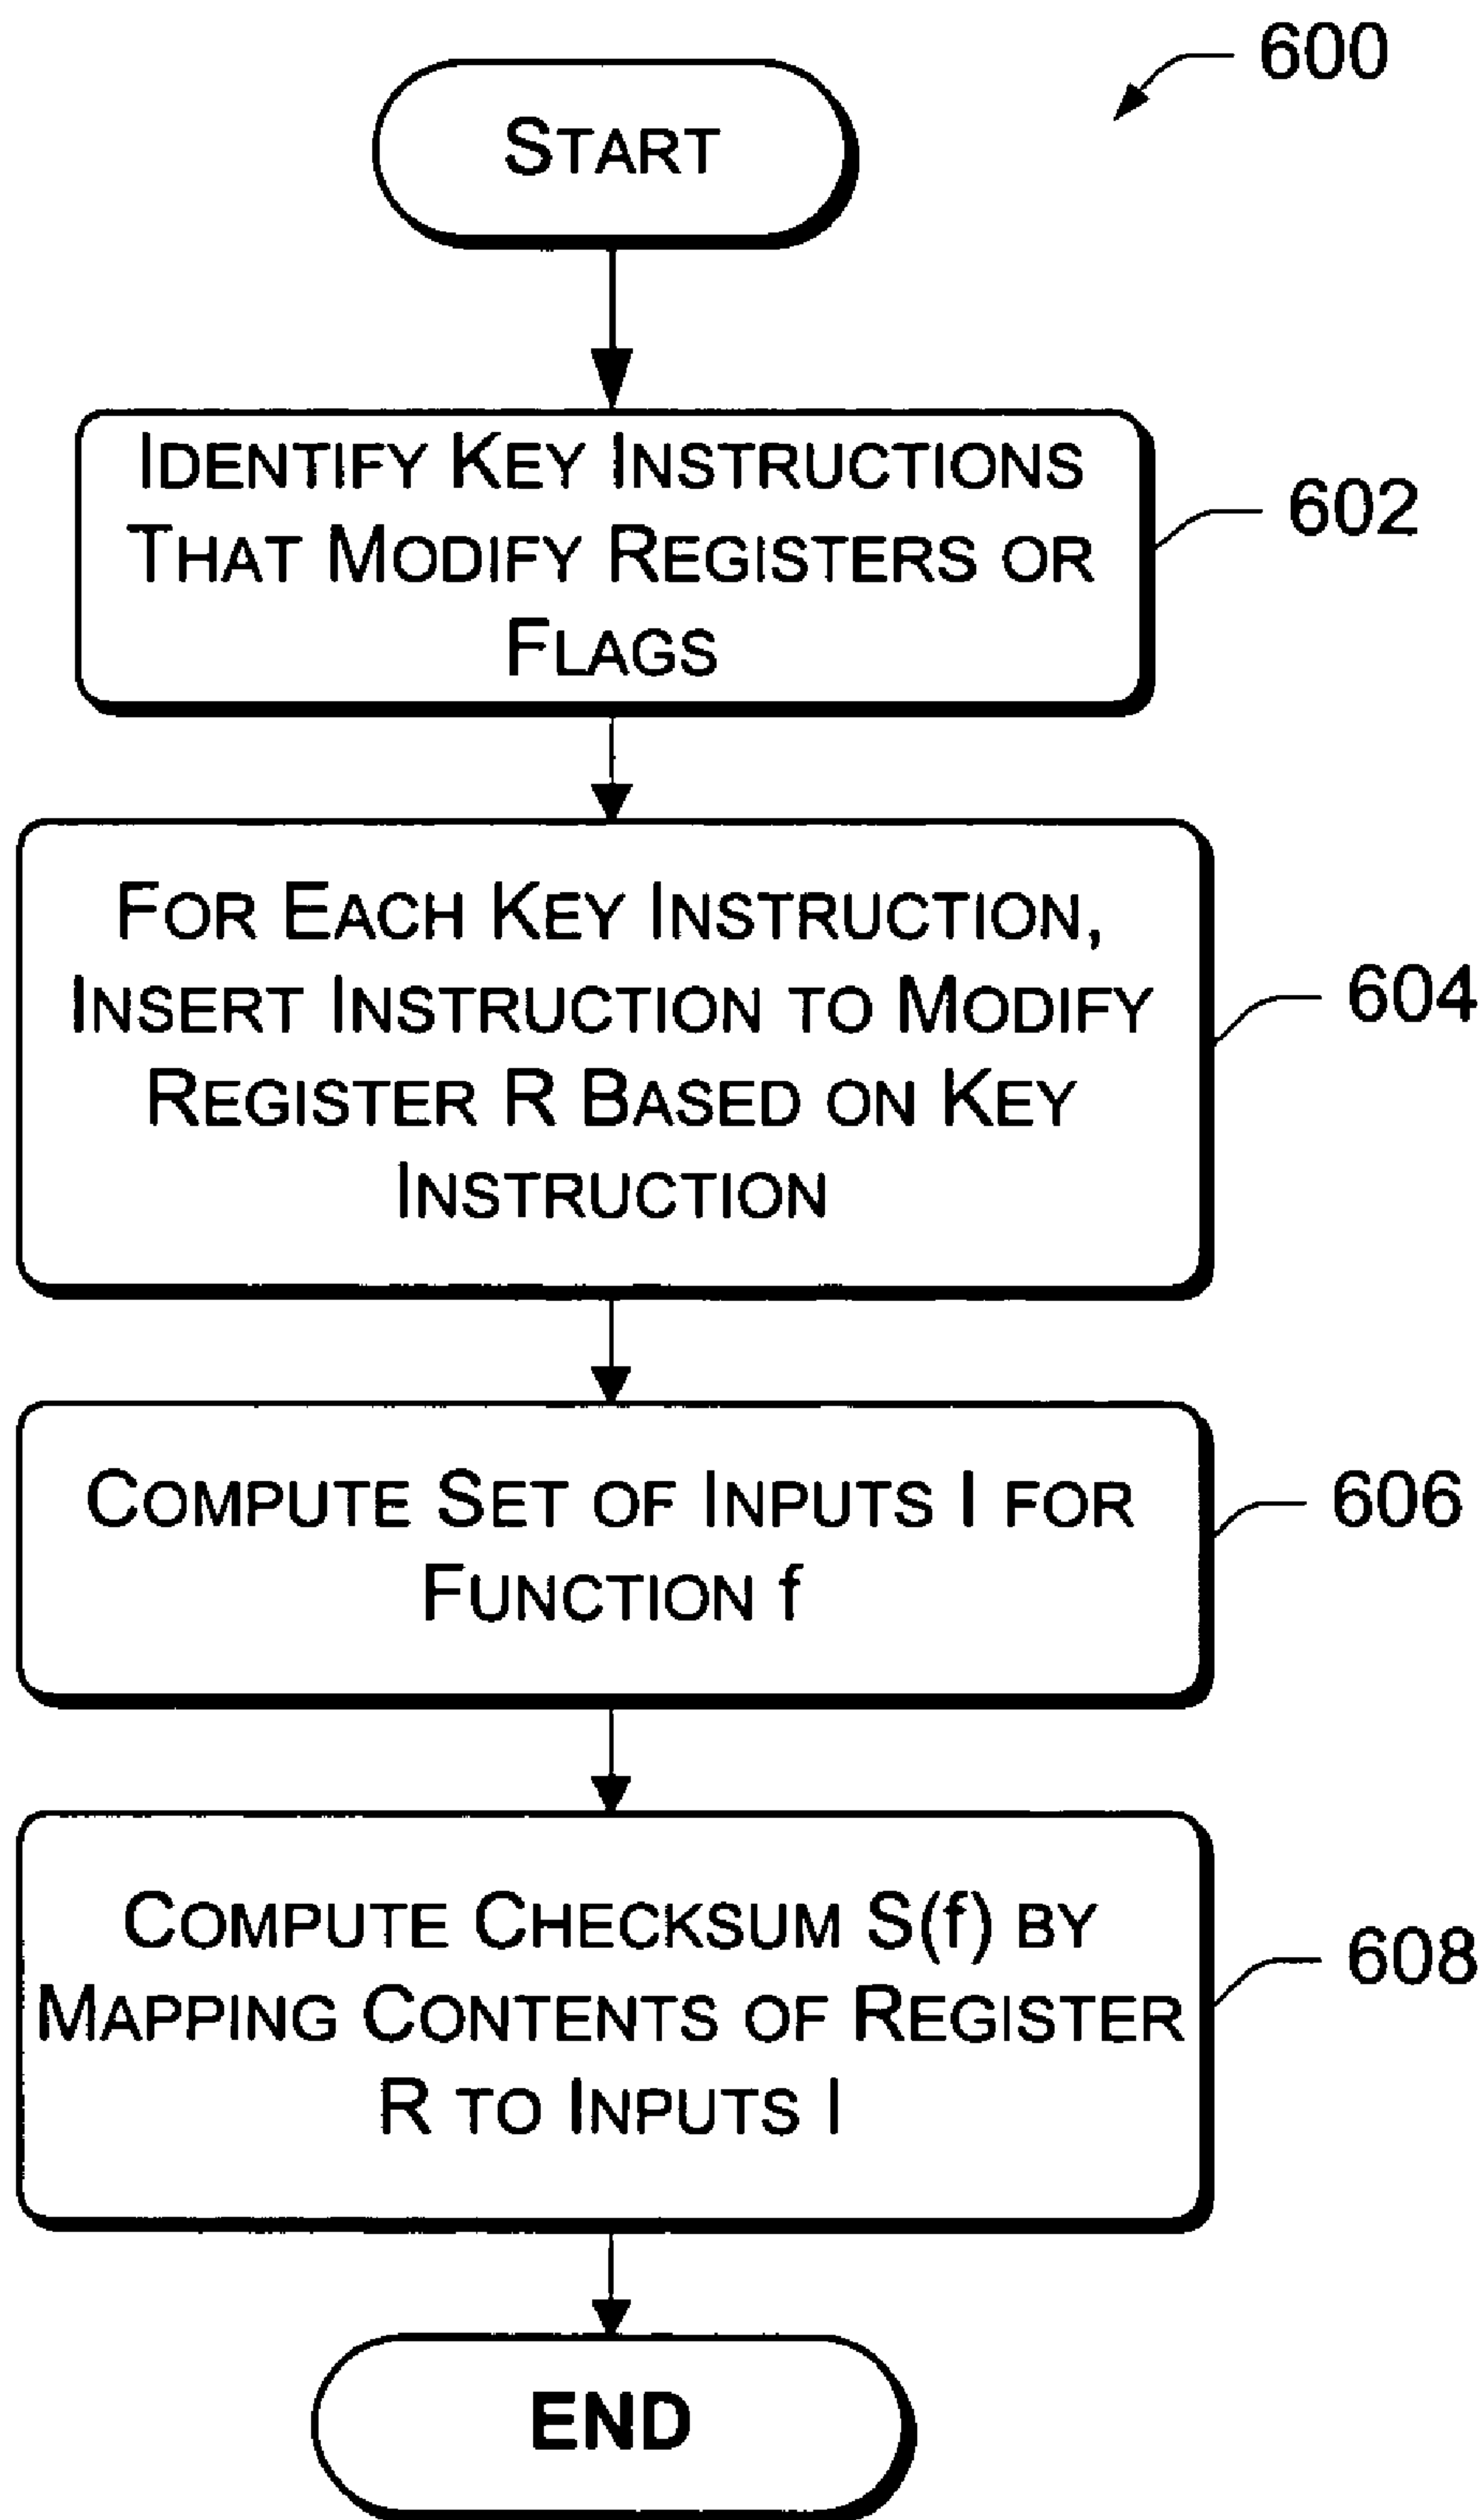 600
START
IDENTIFY KEY INSTRUCTIONS
THAT MODIFY REGISTERS OR
FLAGS
602
FOR EACH KEY INSTRUCTION,
INSERT INSTRUCTION TO MODIFY
REGISTER R BASED ON KEY
INSTRUCTION
604
COMPUTE SET OF INPUTS I FOR
FUNCTION f
606
COMPUTE CHECKSUM S(f) BY
MAPPING CONTENTS OF REGISTER
R TO INPUTS I
608
END